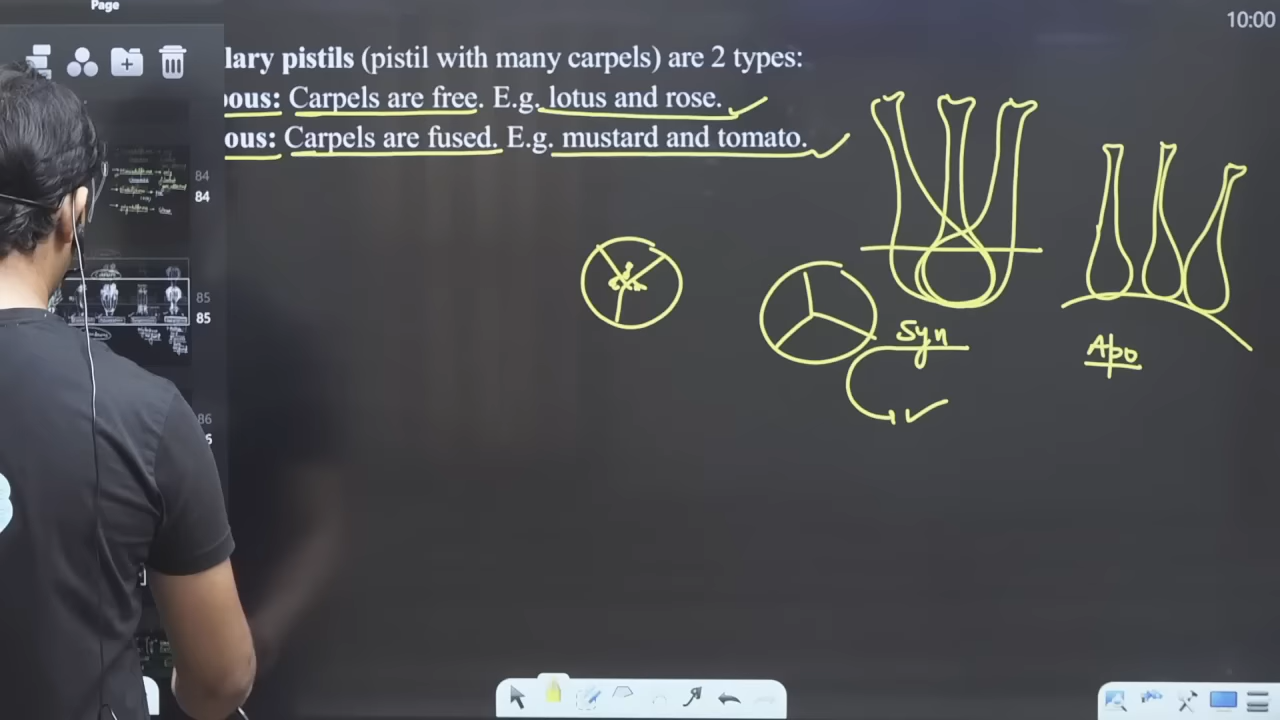 Page
10:00
lary pistils (pistil with many carpels) are 2 types:
ous: Carpels are free. E.g. lotus and rose.
ous: Carpels are fused. E.g. mustard and tomato.
84
84
85
85
86
Syn
Apo